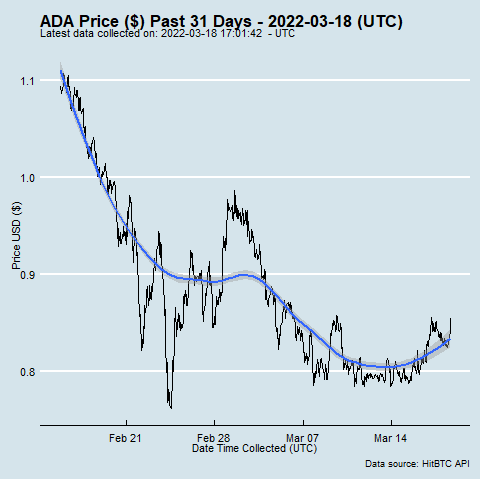 ADA Price ($) Past 31 Days - 2022-03-18 (UTC)
Latest data collected on: 2022-03-18 17:01:42  - UTC
1.1
1.0
0.9
0.8
Price USD ($)
Feb 21
Feb 28
Mar 07
Mar 14
Date Time Collected (UTC)
Data source: HitBTC API